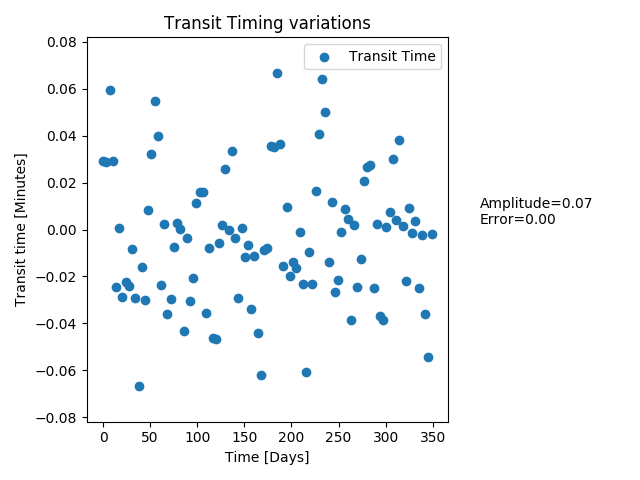 Transit Timing variations
Transit Time
0.08
0.06
0.04
0.02
0.00
−0.02
−0.04
−0.06
−0.08
Transit time [Minutes]
0
50
100
150
200
250
300
350
Time [Days]
Amplitude=0.07
Error=0.00